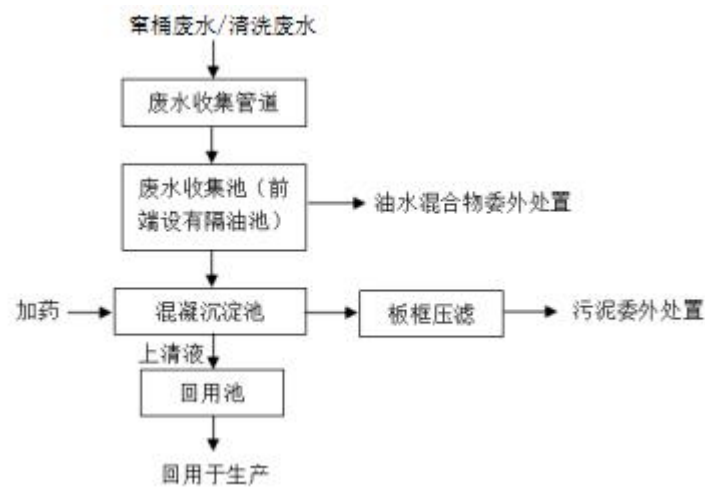 窜桶废水/清洗废水
废水收集管道
废水收集池（前
端设有隔油池）
油水混合物委外处置
加药
混凝沉淀池
板框压滤
污泥委外处置
上清液
回用池
回用于生产